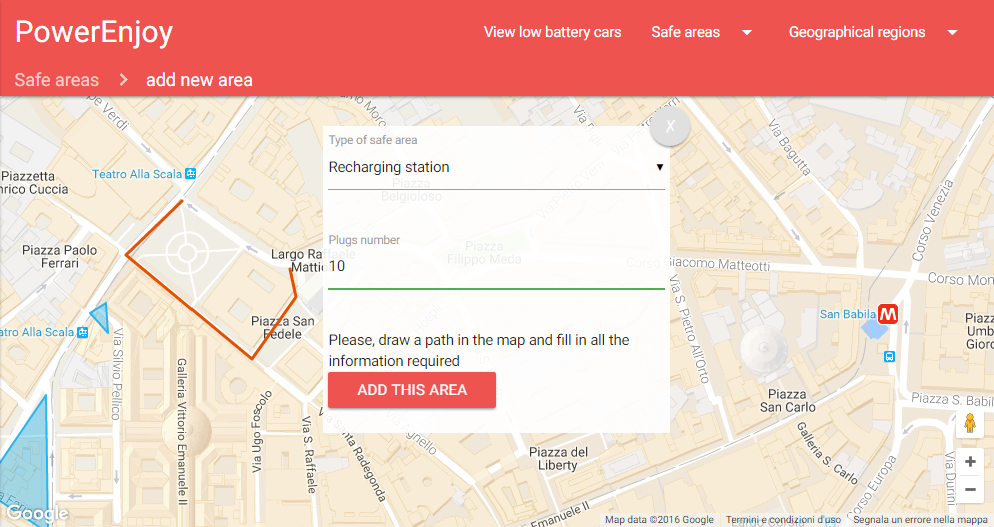 PowerEnjoy
View low battery cars
Safe areas
Geographical regions
Safe areas
add new area
Verdi
Via Bagutta
Corso Venezia
X
Type of safe area
Recharging station
Piazza
Belgioioso
Teatro Alla Scala
Piazzetta
nrico Cuccia
Piazza Paolo
Ferrari
Largo Raffaele
Mattioli
Plugs number
10
Piazza
Filippo Meda
Corso Giacomo Matteotti
Corso Mon
San Babila
M
Piazza
Umb
Giord
atro Alla Scala
Piazza San
Fedele
Via S. Pietro All'Orto
Please, draw a path in the map and fill in all the
information required
ADD THIS AREA
Via Silvio Pellico
Galleria Vittorio Emanuele II
Via Ugo Foscolo
Via S. Raffaele
Radegonda
Agnello
Piazza
San Carlo
Piazza S. Babil
Galleria S. Carlo
Corso Europa
Via Durini
Piazza del
Liberty
Emanuele II
+
−
Google
Map data ©2016 Google
Termini e condizioni d'uso
Segnala un errore nella mappa